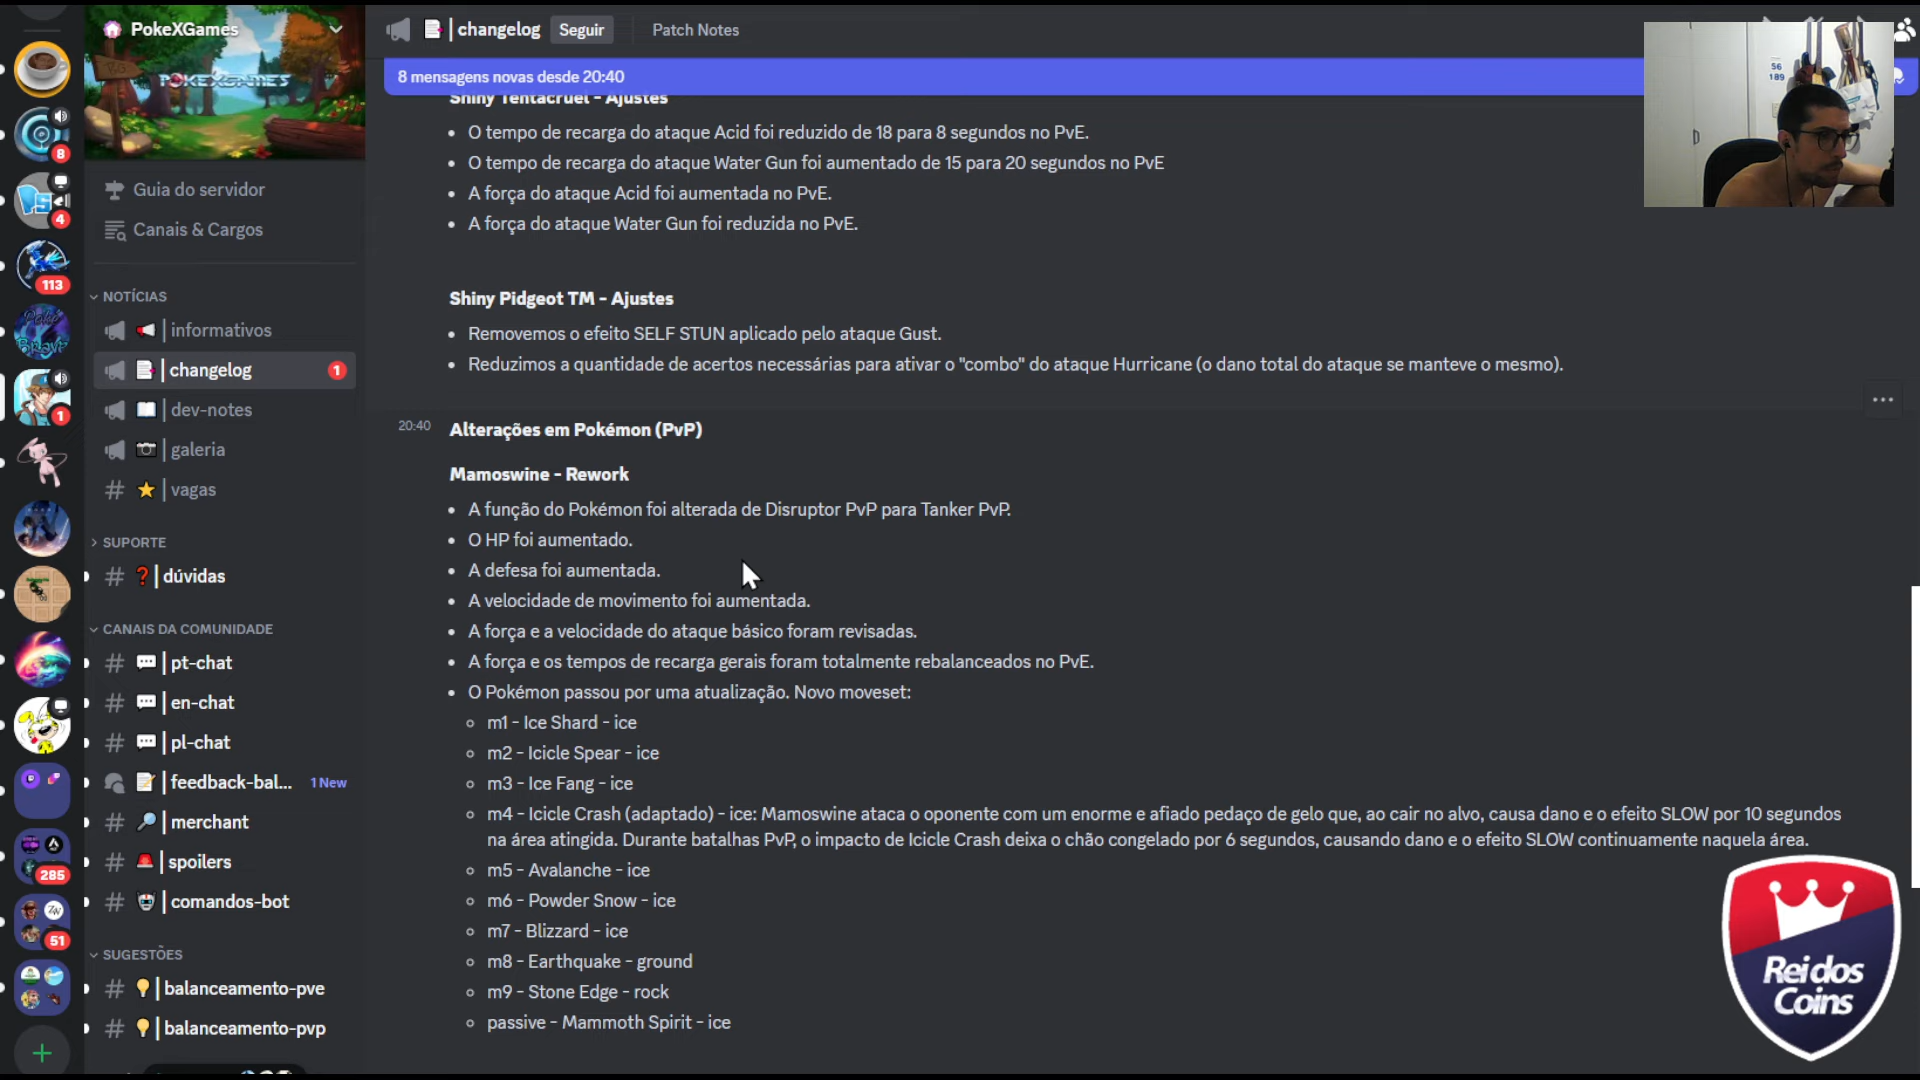 PokeXGames
POKEXGAMES
Guia do servidor
Canais & Cargos
NOTÍCIAS
informativos
changelog
1
dev-notes
galeria
vagas
SUPORTE
dúvidas
CANAIS DA COMUNIDADE
pt-chat
en-chat
pl-chat
feedback-bal...
1 New
merchant
spoilers
comandos-bot
SUGESTÕES
balanceamento-pve
balanceamento-pvp
8
4
113
1
285
51
changelog
Seguir
Patch Notes
8 mensagens novas desde 20:40
Shiny Tentacruel - Ajustes
• O tempo de recarga do ataque Acid foi reduzido de 18 para 8 segundos no PvE.
• O tempo de recarga do ataque Water Gun foi aumentado de 15 para 20 segundos no PvE
• A força do ataque Acid foi aumentada no PvE.
• A força do ataque Water Gun foi reduzida no PvE.
Shiny Pidgeot TM - Ajustes
• Removemos o efeito SELF STUN aplicado pelo ataque Gust.
• Reduzimos a quantidade de acertos necessárias para ativar o "combo" do ataque Hurricane (o dano total do ataque se manteve o mesmo).
20:40 Alterações em Pokémon (PvP)
Mamoswine - Rework
• A função do Pokémon foi alterada de Disruptor PvP para Tanker PvP.
• O HP foi aumentado.
• A defesa foi aumentada.
• A velocidade de movimento foi aumentada.
• A força e a velocidade do ataque básico foram revisadas.
• A força e os tempos de recarga gerais foram totalmente rebalanceados no PvE.
• O Pokémon passou por uma atualização. Novo moveset:
◦ m1 - Ice Shard - ice
◦ m2 - Icicle Spear - ice
◦ m3 - Ice Fang - ice
◦ m4 - Icicle Crash (adaptado) - ice: Mamoswine ataca o oponente com um enorme e afiado pedaço de gelo que, ao cair no alvo, causa dano e o efeito SLOW por 10 segundos
na área atingida. Durante batalhas PvP, o impacto de Icicle Crash deixa o chão congelado por 6 segundos, causando dano e o efeito SLOW continuamente naquela área.
◦ m5 - Avalanche - ice
◦ m6 - Powder Snow - ice
◦ m7 - Blizzard - ice
◦ m8 - Earthquake - ground
◦ m9 - Stone Edge - rock
◦ passive - Mammoth Spirit - ice
56
189
Rei dos
Coins